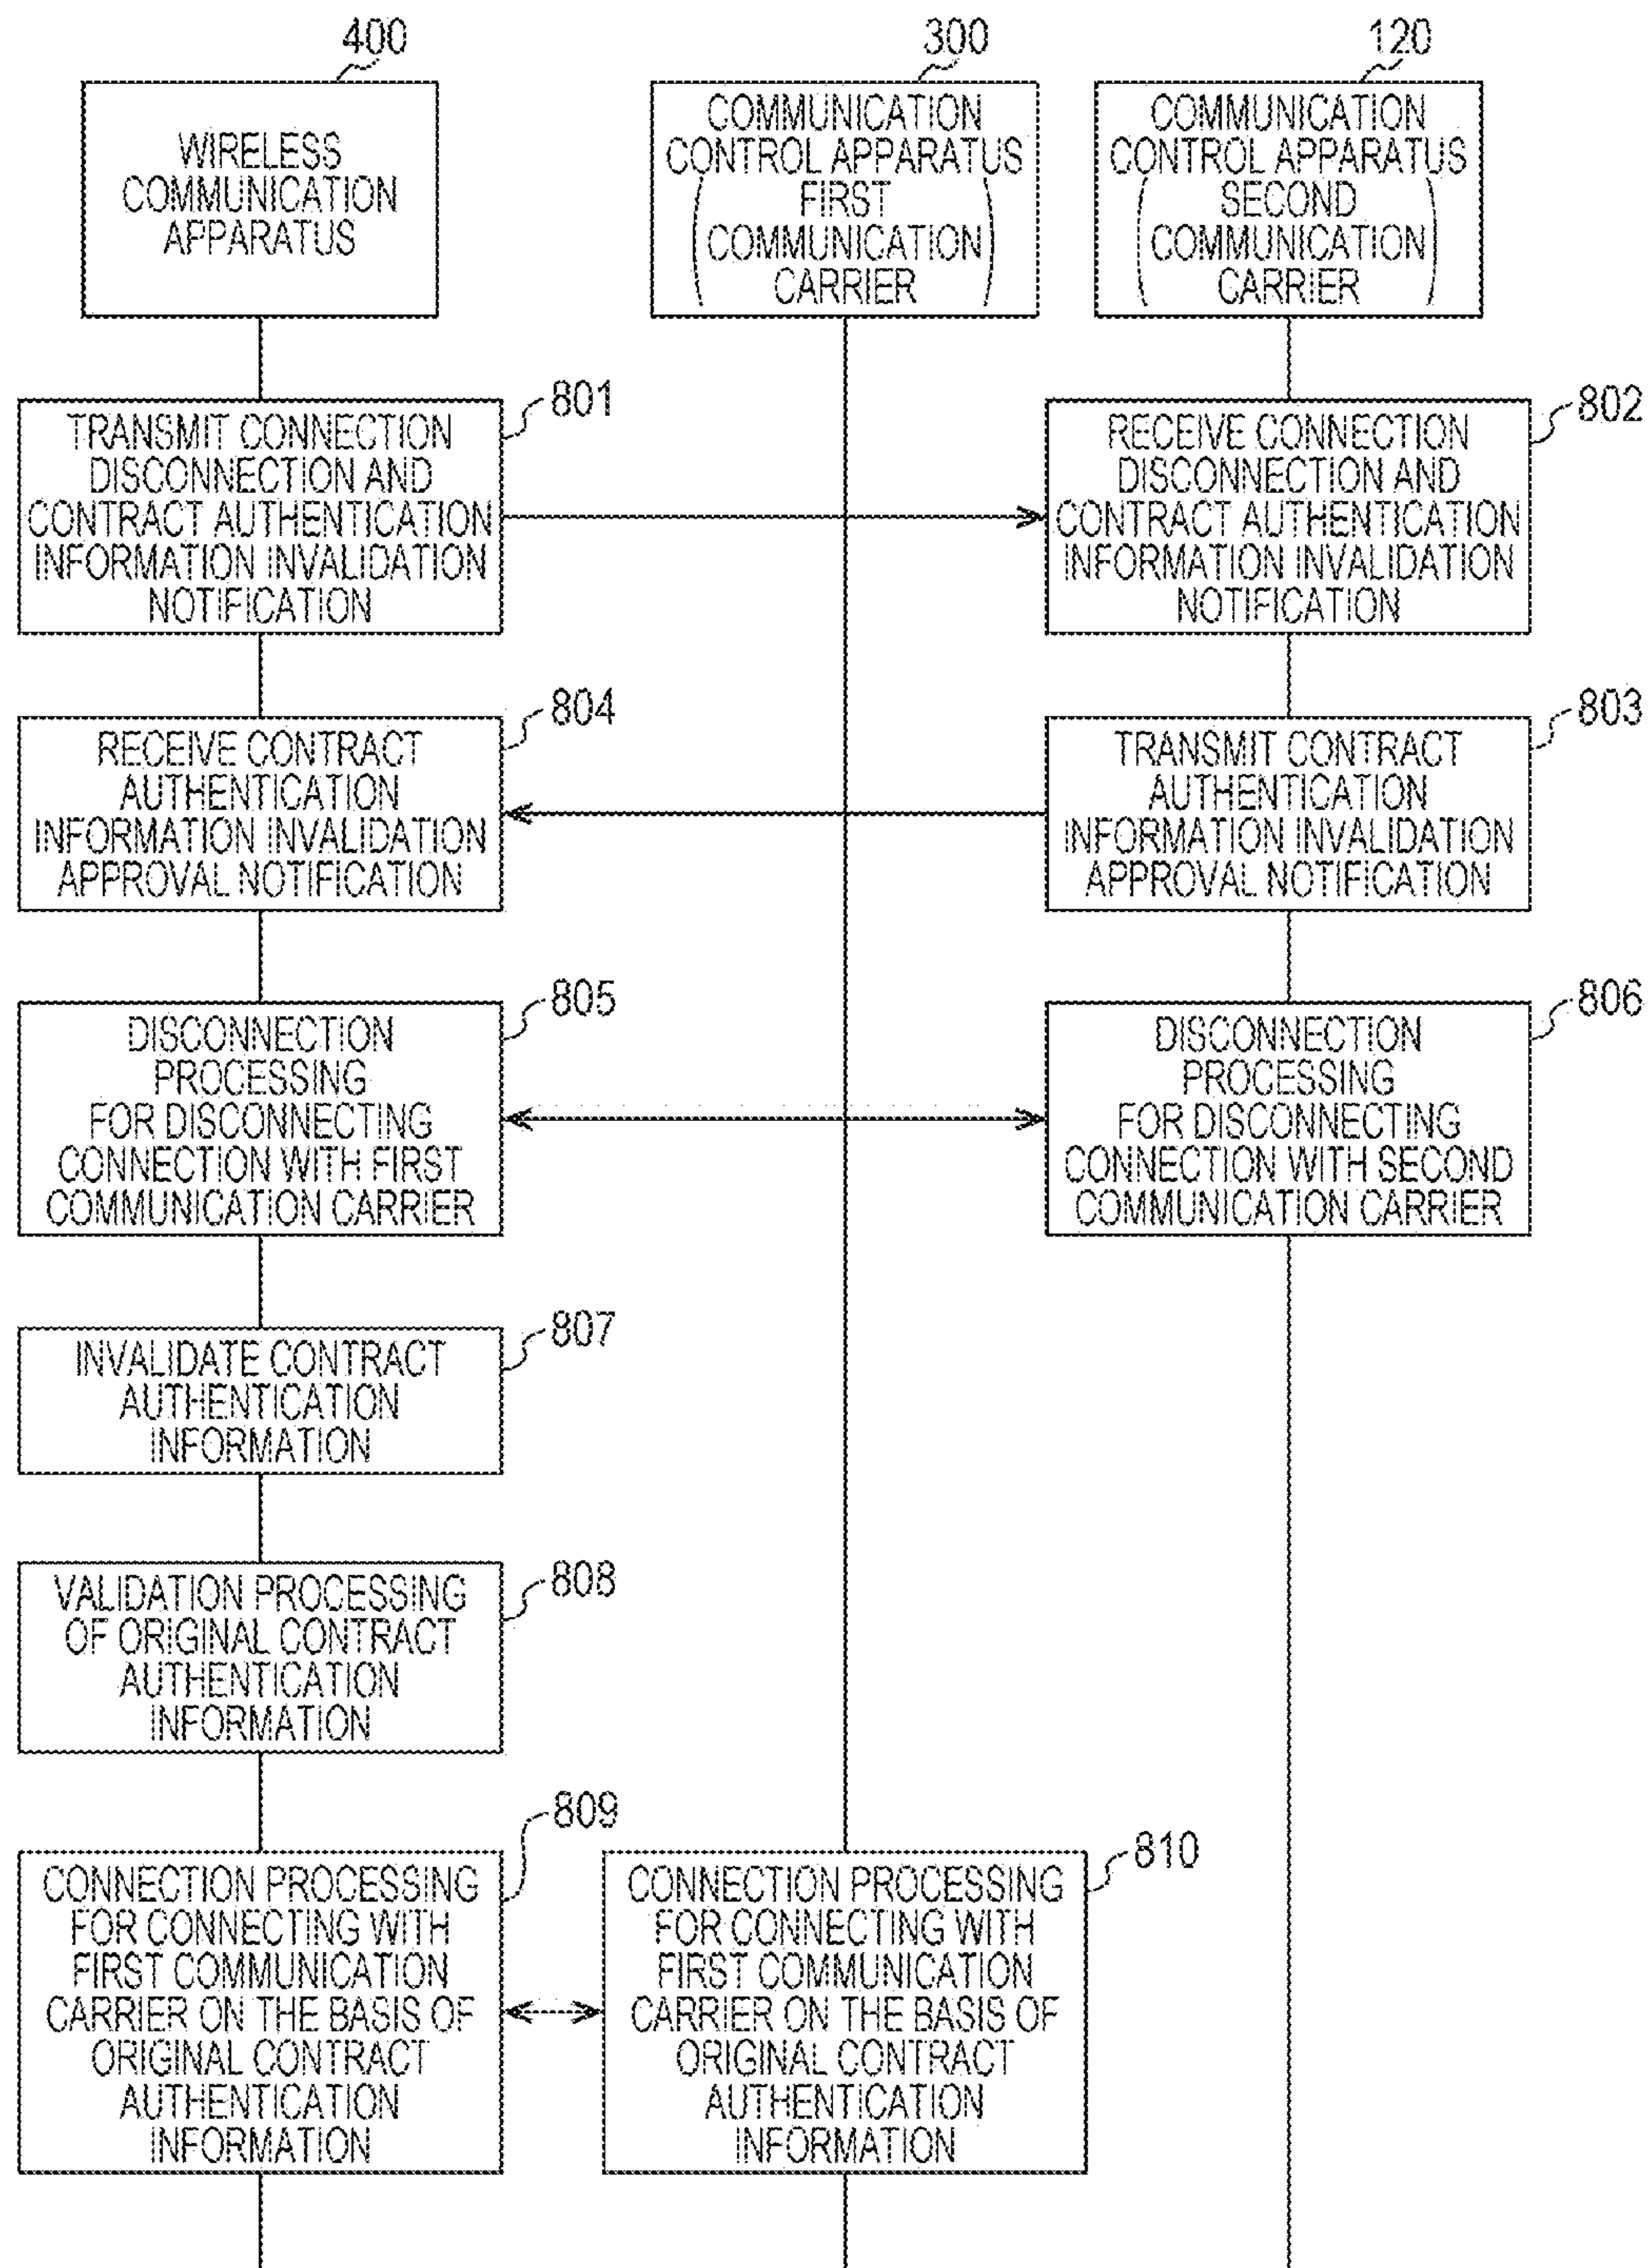 400
300
120
WIRELESS
COMMUNICATION
APPARATUS
COMMUNICATION
CONTROL APPARATUS
FIRST
COMMUNICATION
CARRIER
COMMUNICATION
CONTROL APPARATUS
SECOND
COMMUNICATION
CARRIER
801
TRANSMIT CONNECTION
DISCONNECTION AND
CONTRACT AUTHENTICATION
INFORMATION INVALIDATION
NOTIFICATION
802
RECEIVE CONNECTION
DISCONNECTION AND
CONTRACT AUTHENTICATION
INFORMATION INVALIDATION
NOTIFICATION
804
RECEIVE CONTRACT
AUTHENTICATION
INFORMATION INVALIDATION
APPROVAL NOTIFICATION
803
TRANSMIT CONTRACT
AUTHENTICATION
INFORMATION INVALIDATION
APPROVAL NOTIFICATION
805
DISCONNECTION
PROCESSING
FOR DISCONNECTING
CONNECTION WITH FIRST
COMMUNICATION CARRIER
806
DISCONNECTION
PROCESSING
FOR DISCONNECTING
CONNECTION WITH SECOND
COMMUNICATION CARRIER
807
INVALIDATE CONTRACT
AUTHENTICATION
INFORMATION
808
VALIDATION PROCESSING
OF ORIGINAL CONTRACT
AUTHENTICATION
INFORMATION
809
CONNECTION PROCESSING
FOR CONNECTING WITH
FIRST COMMUNICATION
CARRIER ON THE BASIS OF
ORIGINAL CONTRACT
AUTHENTICATION
INFORMATION
810
CONNECTION PROCESSING
FOR CONNECTING WITH
FIRST COMMUNICATION
CARRIER ON THE BASIS OF
ORIGINAL CONTRACT
AUTHENTICATION
INFORMATION